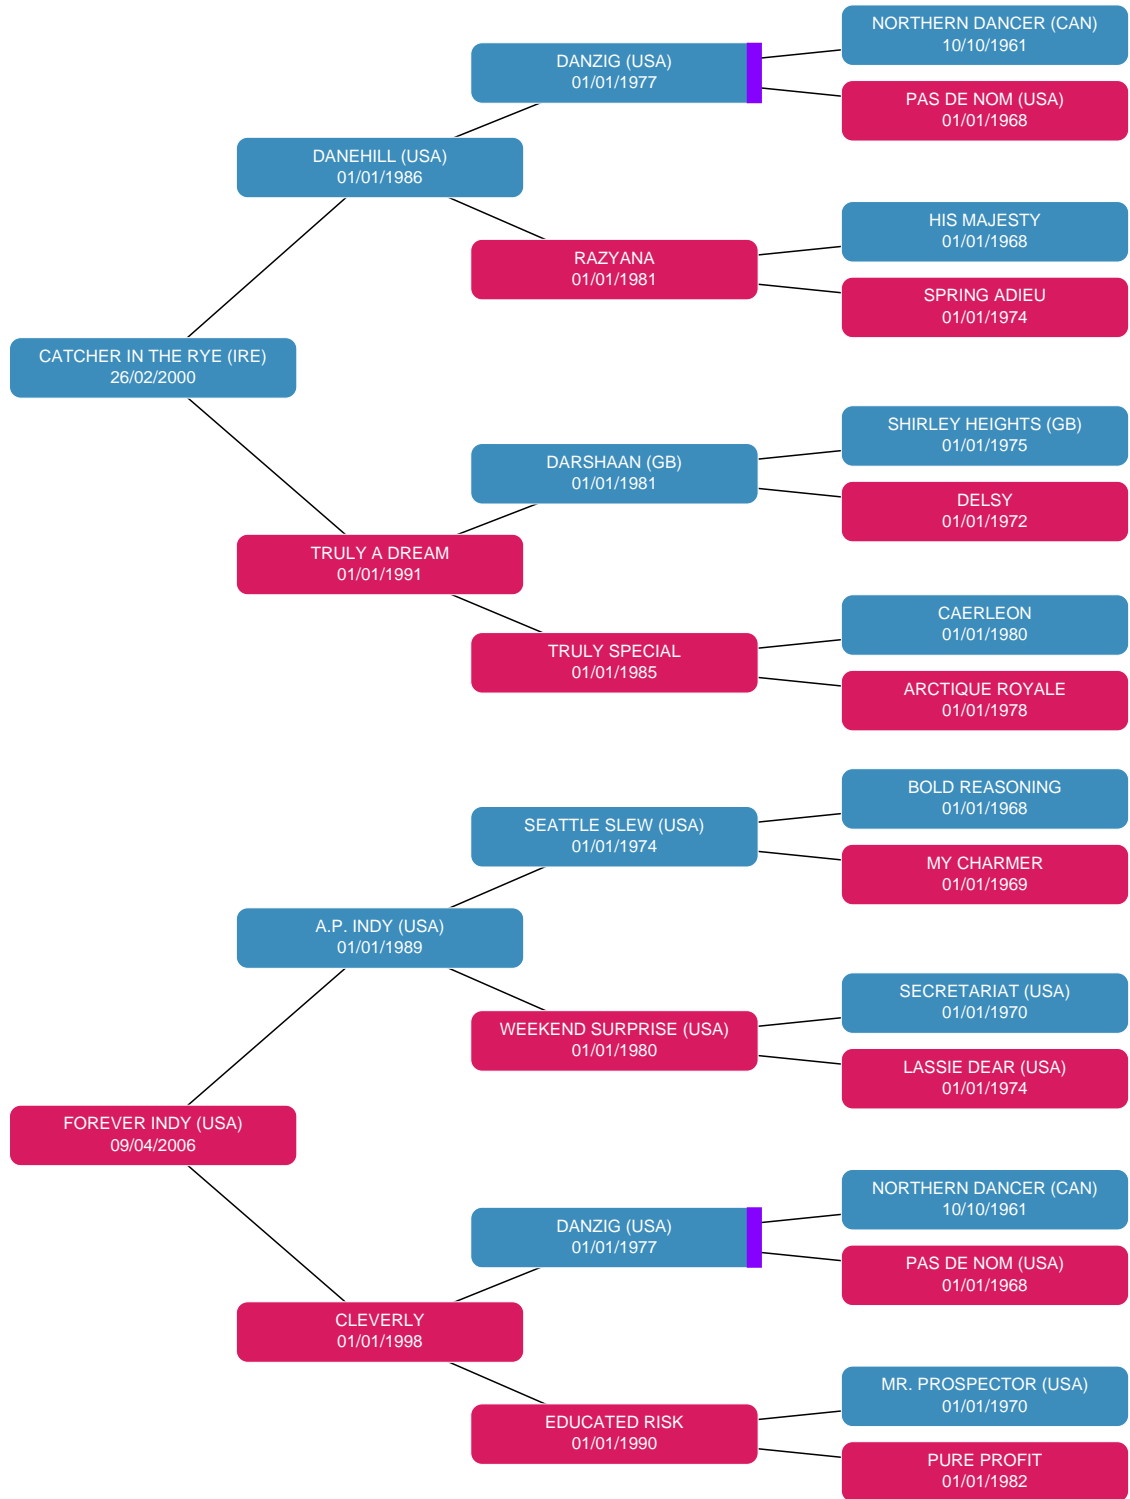 NORTHERN DANCER (CAN)
10/10/1961
DANZIG (USA)
01/01/1977
PAS DE NOM (USA)
01/01/1968
DANEHILL (USA)
01/01/1986
HIS MAJESTY
01/01/1968
RAZYANA
01/01/1981
SPRING ADIEU
01/01/1974
CATCHER IN THE RYE (IRE)
26/02/2000
SHIRLEY HEIGHTS (GB)
01/01/1975
DARSHAAN (GB)
01/01/1981
DELSY
01/01/1972
TRULY A DREAM
01/01/1991
CAERLEON
01/01/1980
TRULY SPECIAL
01/01/1985
ARCTIQUE ROYALE
01/01/1978
BOLD REASONING
01/01/1968
SEATTLE SLEW (USA)
01/01/1974
MY CHARMER
01/01/1969
A.P. INDY (USA)
01/01/1989
SECRETARIAT (USA)
01/01/1970
WEEKEND SURPRISE (USA)
01/01/1980
LASSIE DEAR (USA)
01/01/1974
FOREVER INDY (USA)
09/04/2006
NORTHERN DANCER (CAN)
10/10/1961
DANZIG (USA)
01/01/1977
PAS DE NOM (USA)
01/01/1968
CLEVERLY
01/01/1998
MR. PROSPECTOR (USA)
01/01/1970
EDUCATED RISK
01/01/1990
PURE PROFIT
01/01/1982